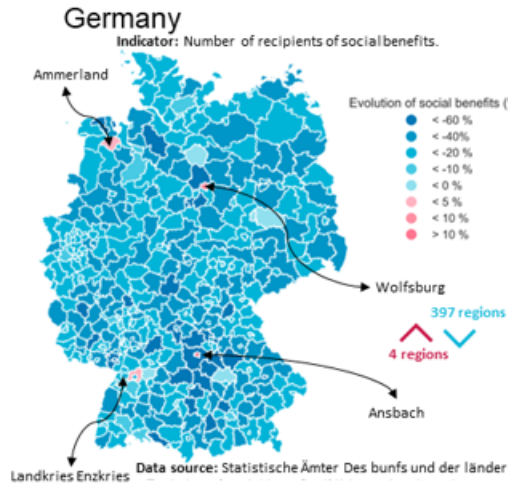 Germany
Indicator: Number of recipients of social benefits.
Ammerland
Evolution of social benefits (
< -60 %
< -40%
< -20 %
< -10 %
< 0 %
< 5 %
< 10 %
> 10 %
Wolfsburg
397 regions
4 regions
Ansbach
Landkries Enzkries
Data source: Statistische Ämter Des bunfs und der länder